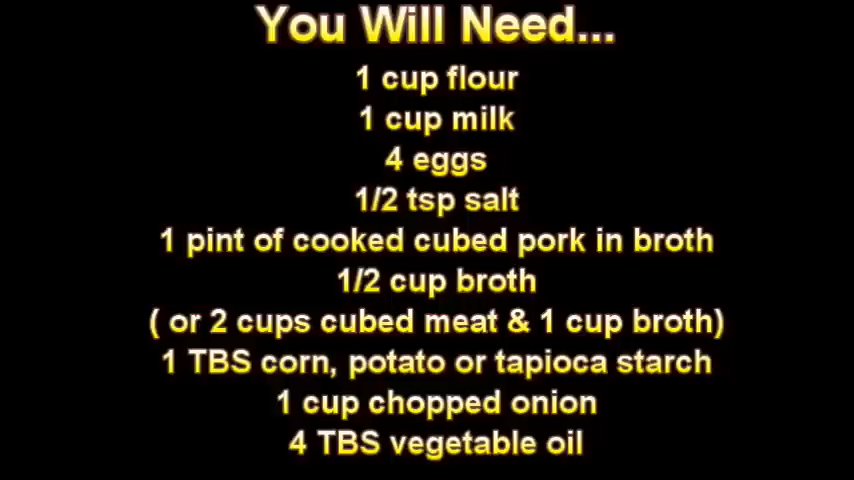 You Will Need...
1 cup flour
1 cup milk
4 eggs
1/2 tsp salt
1 pint of cooked cubed pork in broth
1/2 cup broth
( or 2 cups cubed meat & 1 cup broth)
1 TBS corn, potato or tapioca starch
1 cup chopped onion
4 TBS vegetable oil